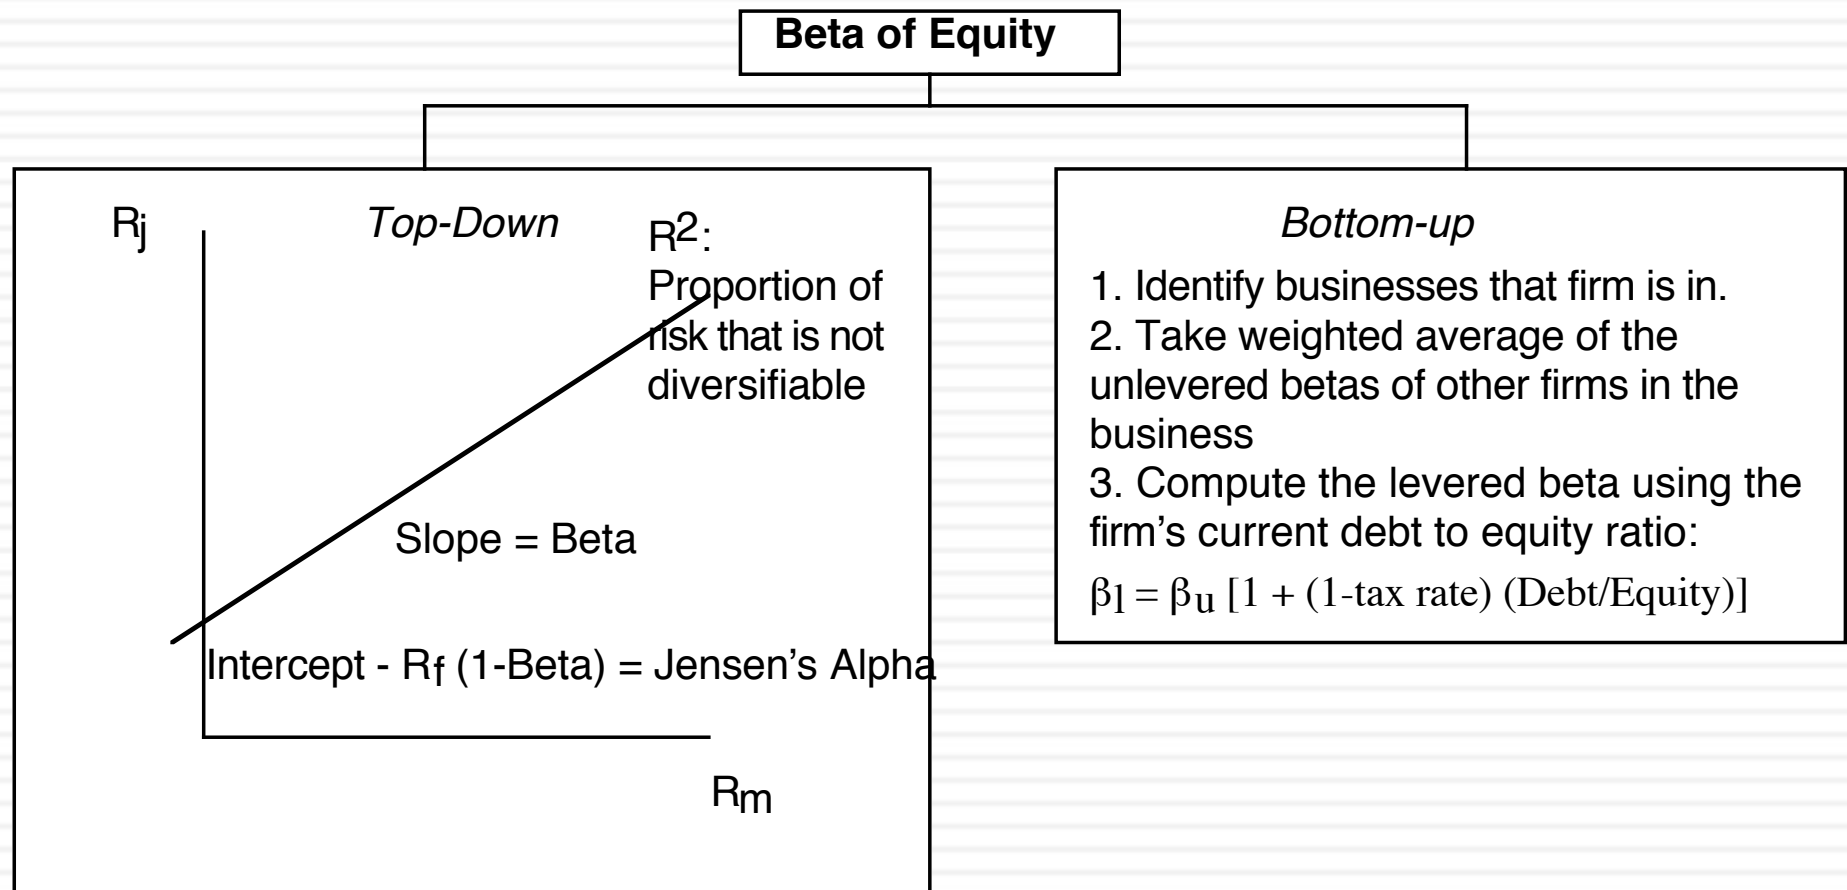 Beta of Equity
Rj
Top-Down
R2:
Proportion of
risk that is not
diversifiable
Slope = Beta
Intercept - Rf (1-Beta) = Jensen's Alpha
Rm
Bottom-up
1. Identify businesses that firm is in.
2. Take weighted average of the
unlevered betas of other firms in the
business
3. Compute the levered beta using the
firm's current debt to equity ratio:
βl = βu [1 + (1-tax rate) (Debt/Equity)]